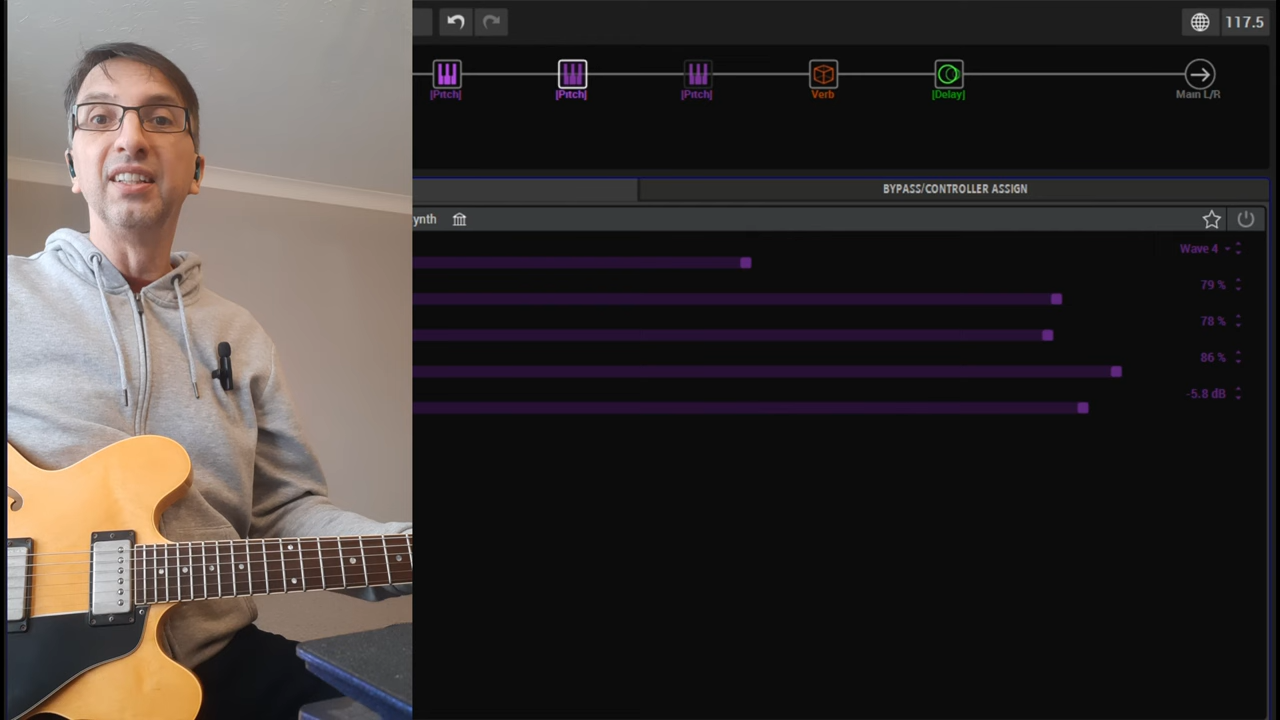 117.5
|Pitch| |Pitch| |Pitch| Verb |Delay| Main L/R
BYPASS/CONTROLLER ASSIGN
ynth
Wave 4
79 %
78 %
86 %
-5.8 dB